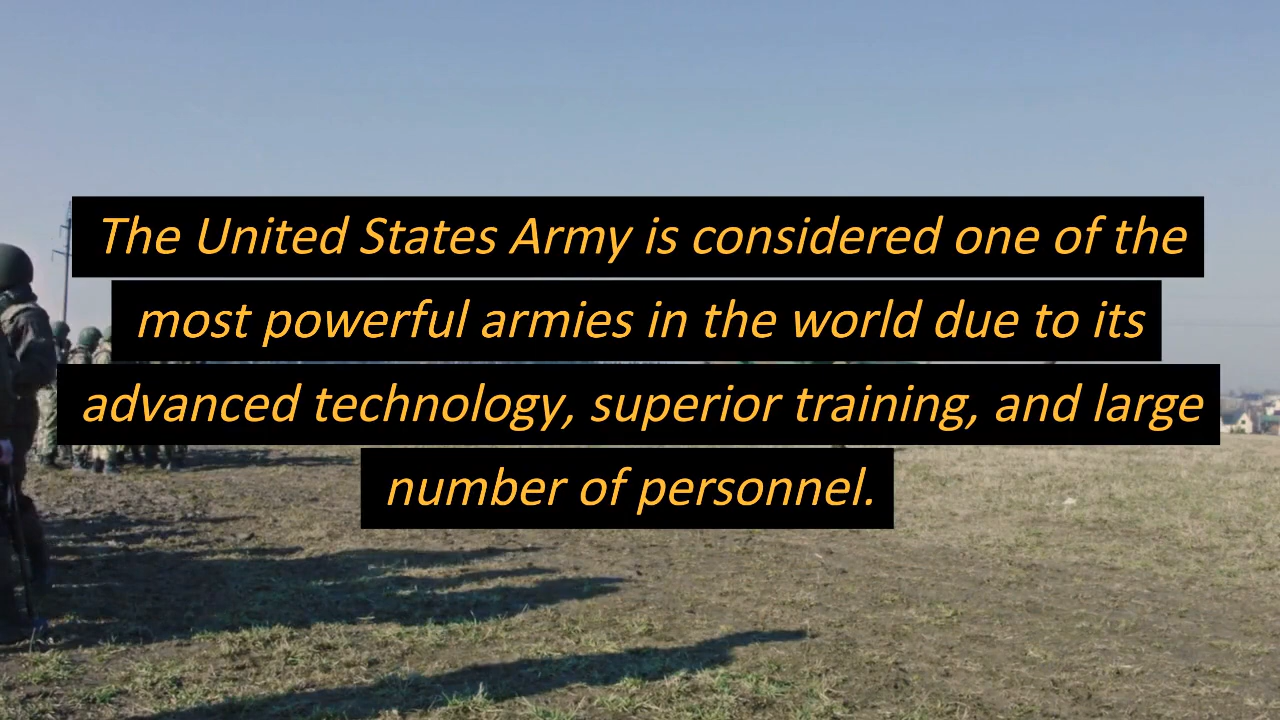 The United States Army is considered one of the
most powerful armies in the world due to its
advanced technology, superior training, and large
number of personnel.